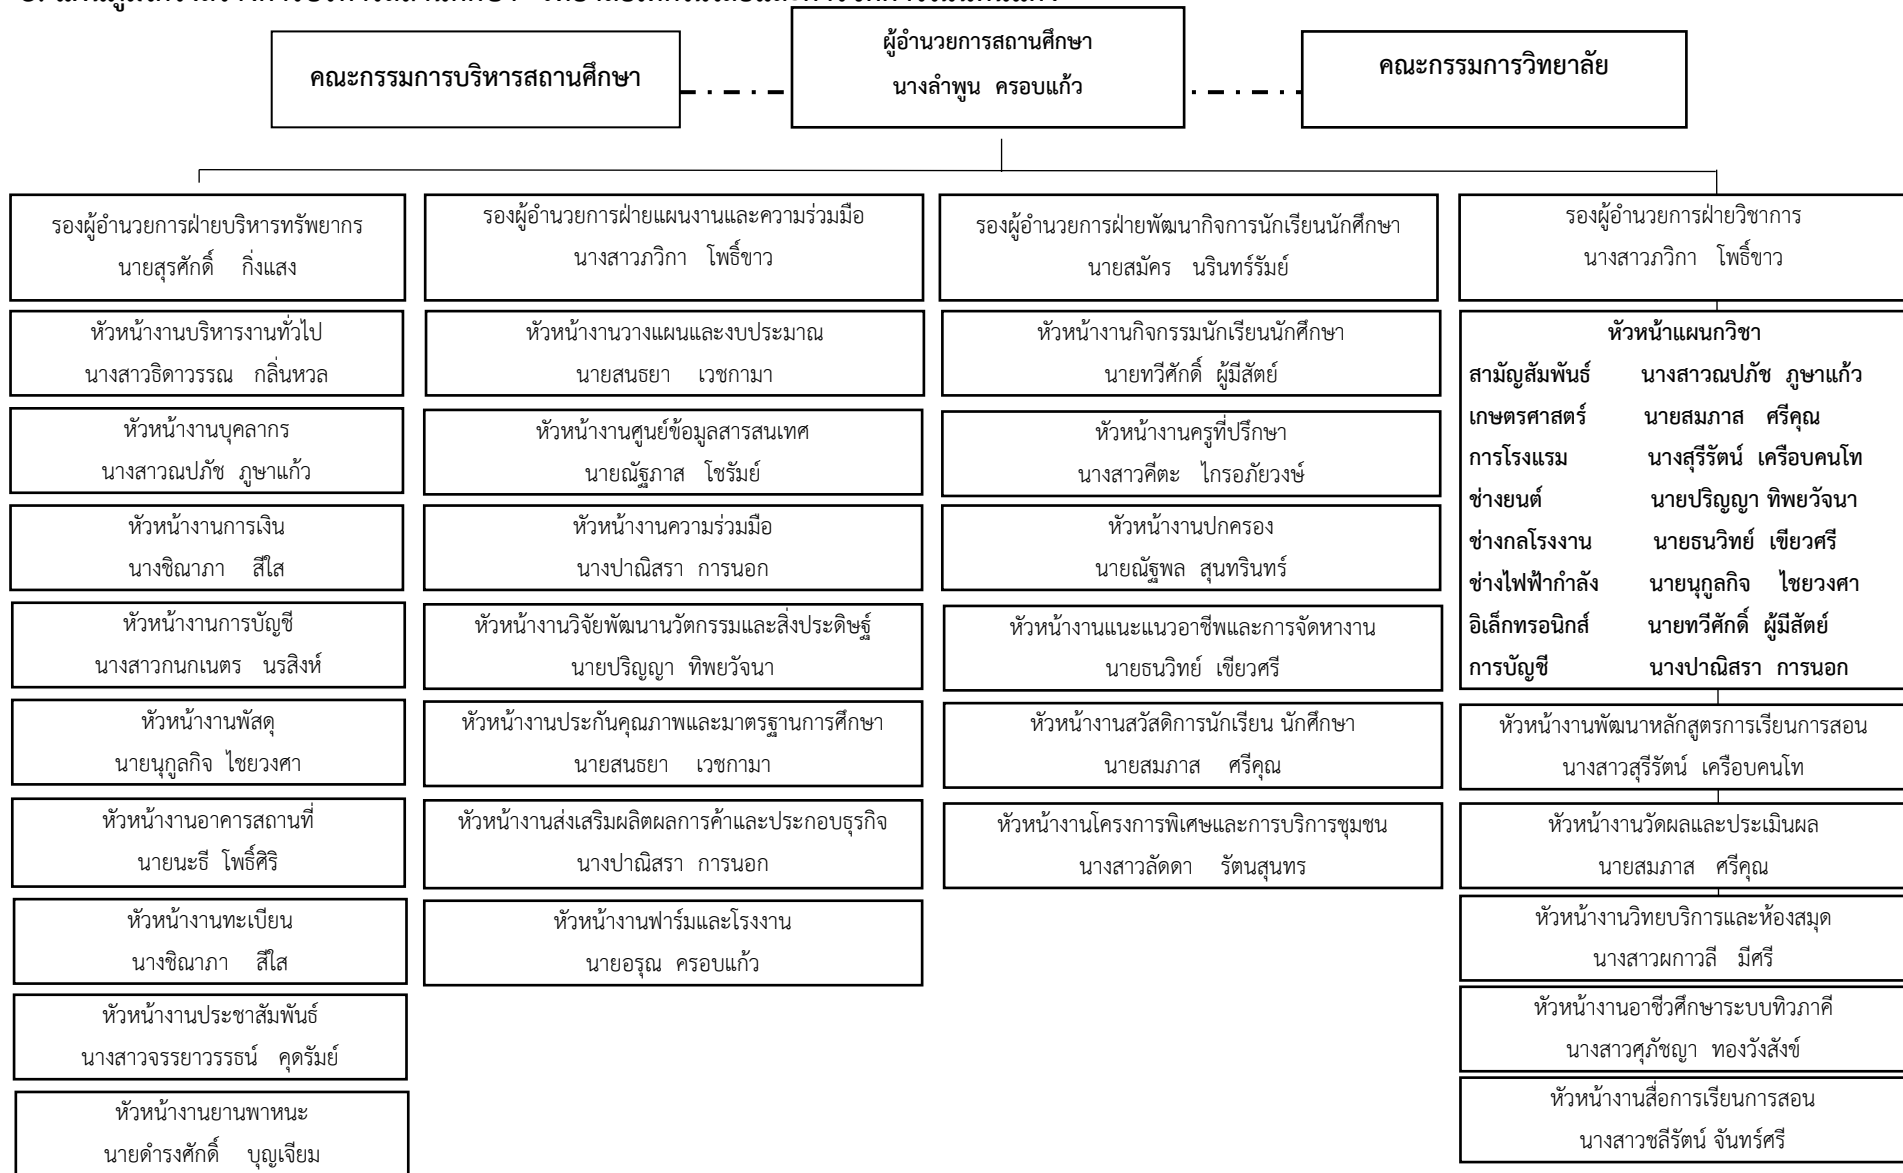 คณะกรรมการบริหารสถานศึกษา
ผู้อำนวยการสถานศึกษา
นางลำพูน ครอบแก้ว
คณะกรรมการวิทยาลัย
รองผู้อำนวยการฝ่ายบริหารทรัพยากร
นายสุรศักดิ์ กิ่งแสง
หัวหน้างานบริหารงานทั่วไป
นางสาวธิดาวรรณ กลิ่นหวล
หัวหน้างานบุคลากร
นางสาวณปภัช ภูษาแก้ว
หัวหน้างานการเงิน
นางชิณาภา สีใส
หัวหน้างานการบัญชี
นางสาวกนกเนตร นรสิงห์
หัวหน้างานพัสดุ
นายนุกูลกิจ ไชยวงศา
หัวหน้างานอาคารสถานที่
นายนะธี โพธิ์ศิริ
หัวหน้างานทะเบียน
นางชิณาภา สีใส
หัวหน้างานประชาสัมพันธ์
นางสาวจรรยาวรรธน์ คุดรัมย์
หัวหน้างานยานพาหนะ
นายดำรงศักดิ์ บุญเจียม
รองผู้อำนวยการฝ่ายแผนงานและความร่วมมือ
นางสาวภวิกา โพธิ์ขาว
หัวหน้างานวางแผนและงบประมาณ
นายสนธยา เวชกามา
หัวหน้างานศูนย์ข้อมูลสารสนเทศ
นายณัฐภาส โชรัมย์
หัวหน้างานความร่วมมือ
นางปาณิสรา การนอก
หัวหน้างานวิจัยพัฒนานวัตกรรมและสิ่งประดิษฐ์
นายปริญญา ทิพยวัจนา
หัวหน้างานประกันคุณภาพและมาตรฐานการศึกษา
นายสนธยา เวชกามา
หัวหน้างานส่งเสริมผลิตผลการค้าและประกอบธุรกิจ
นางปาณิสรา การนอก
หัวหน้างานฟาร์มและโรงงาน
นายอรุณ ครอบแก้ว
รองผู้อำนวยการฝ่ายพัฒนากิจการนักเรียนนักศึกษา
นายสมัคร นรินทร์รัมย์
หัวหน้างานกิจกรรมนักเรียนนักศึกษา
นายทวีศักดิ์ ผู้มีสัตย์
หัวหน้างานครูที่ปรึกษา
นางสาวคีตะ ไกรอภัยวงษ์
หัวหน้างานปกครอง
นายณัฐพล สุนทรินทร์
หัวหน้างานแนะแนวอาชีพและการจัดหางาน
นายธนวิทย์ เขียวศรี
หัวหน้างานสวัสดิการนักเรียน นักศึกษา
นายสมภาส ศรีคุณ
หัวหน้างานโครงการพิเศษและการบริการชุมชน
นางสาวลัดดา รัตนสุนทร
รองผู้อำนวยการฝ่ายวิชาการ
นางสาวภวิกา โพธิ์ขาว
หัวหน้าแผนกวิชา
สามัญสัมพันธ์ นางสาวณปภัช ภูษาแก้ว
เกษตรศาสตร์ นายสมภาส ศรีคุณ
การโรงแรม นางสุรีรัตน์ เครือบคนโท
ช่างยนต์ นายปริญญา ทิพยวัจนา
ช่างกลโรงงาน นายธนวิทย์ เขียวศรี
ช่างไฟฟ้ากำลัง นายนุกูลกิจ ไชยวงศา
อิเล็กทรอนิกส์ นายทวีศักดิ์ ผู้มีสัตย์
การบัญชี นางปาณิสรา การนอก
หัวหน้างานพัฒนาหลักสูตรการเรียนการสอน
นางสาวสุรีรัตน์ เครือบคนโท
หัวหน้างานวัดผลและประเมินผล
นายสมภาส ศรีคุณ
หัวหน้างานวิทยบริการและห้องสมุด
นางสาวผกาวลี มีศรี
หัวหน้างานอาชีวศึกษาระบบทิวภาคี
นางสาวศุภัชญา ทองวังสังข์
หัวหน้างานสื่อการเรียนการสอน
นางสาวชลีรัตน์ จันทร์ศรี